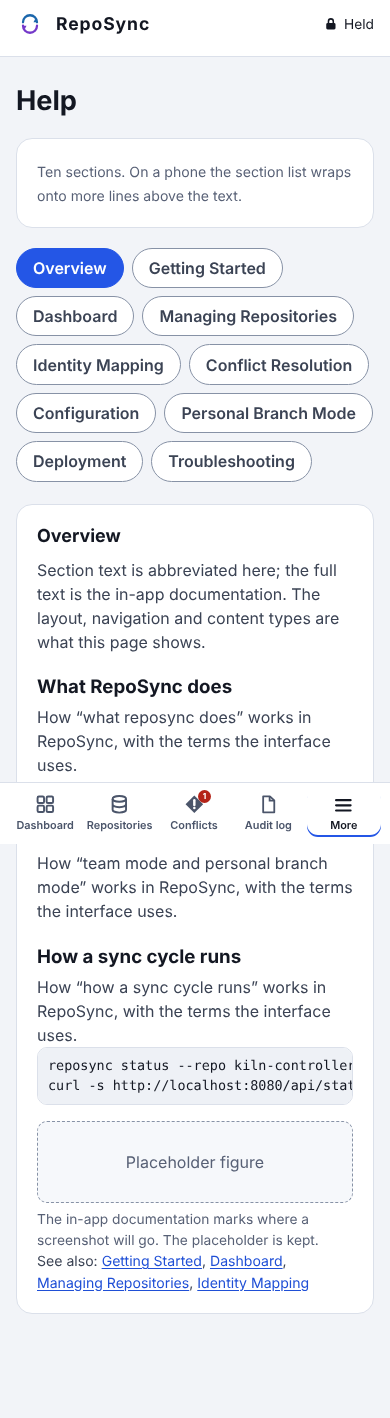 RepoSync
Held
Help
Ten sections. On a phone the section list wraps
onto more lines above the text.
Overview
Getting Started
Dashboard
Managing Repositories
Identity Mapping
Conflict Resolution
Configuration
Personal Branch Mode
Deployment
Troubleshooting
Overview
Section text is abbreviated here; the full
text is the in-app documentation. The
layout, navigation and content types are
what this page shows.
What RepoSync does
How “what reposync does” works in
RepoSync, with the terms the interface
uses.
1
Dashboard
Repositories
Conflicts
Audit log
More
How “team mode and personal branch
mode” works in RepoSync, with the terms
the interface uses.
How a sync cycle runs
How “how a sync cycle runs” works in
RepoSync, with the terms the interface
uses.
reposync status --repo kiln-controller
curl -s http://localhost:8080/api/stat
Placeholder figure
The in-app documentation marks where a
screenshot will go. The placeholder is kept.
See also: Getting Started, Dashboard,
Managing Repositories, Identity Mapping